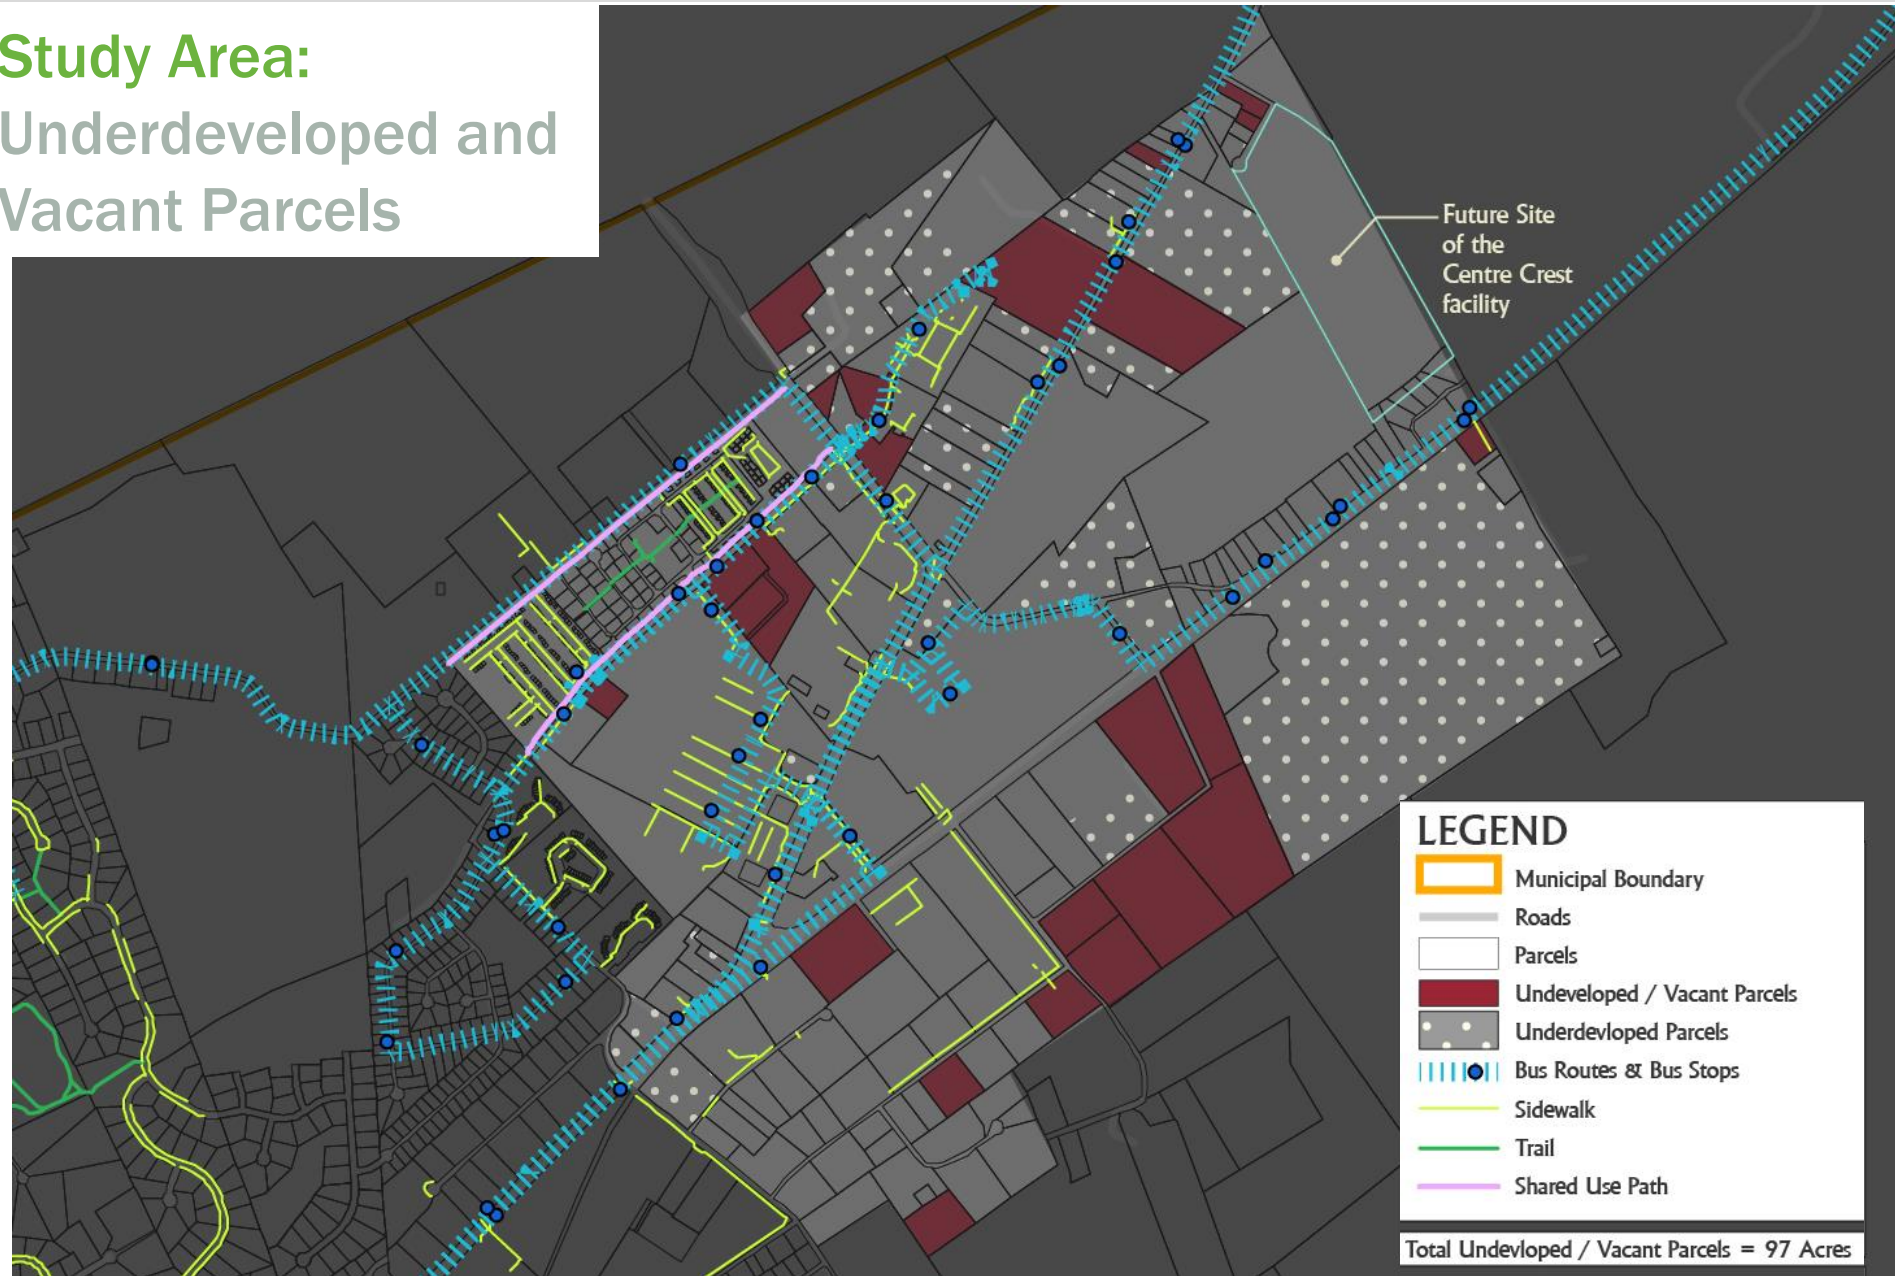 Study Area:
Underdeveloped and
Vacant Parcels
Future Site
of the
Centre Crest
facility
LEGEND
Municipal Boundary
Roads
Parcels
Undeveloped / Vacant Parcels
Underdevloped Parcels
Bus Routes & Bus Stops
Sidewalk
Trail
Shared Use Path
Total Undevloped / Vacant Parcels = 97 Acres